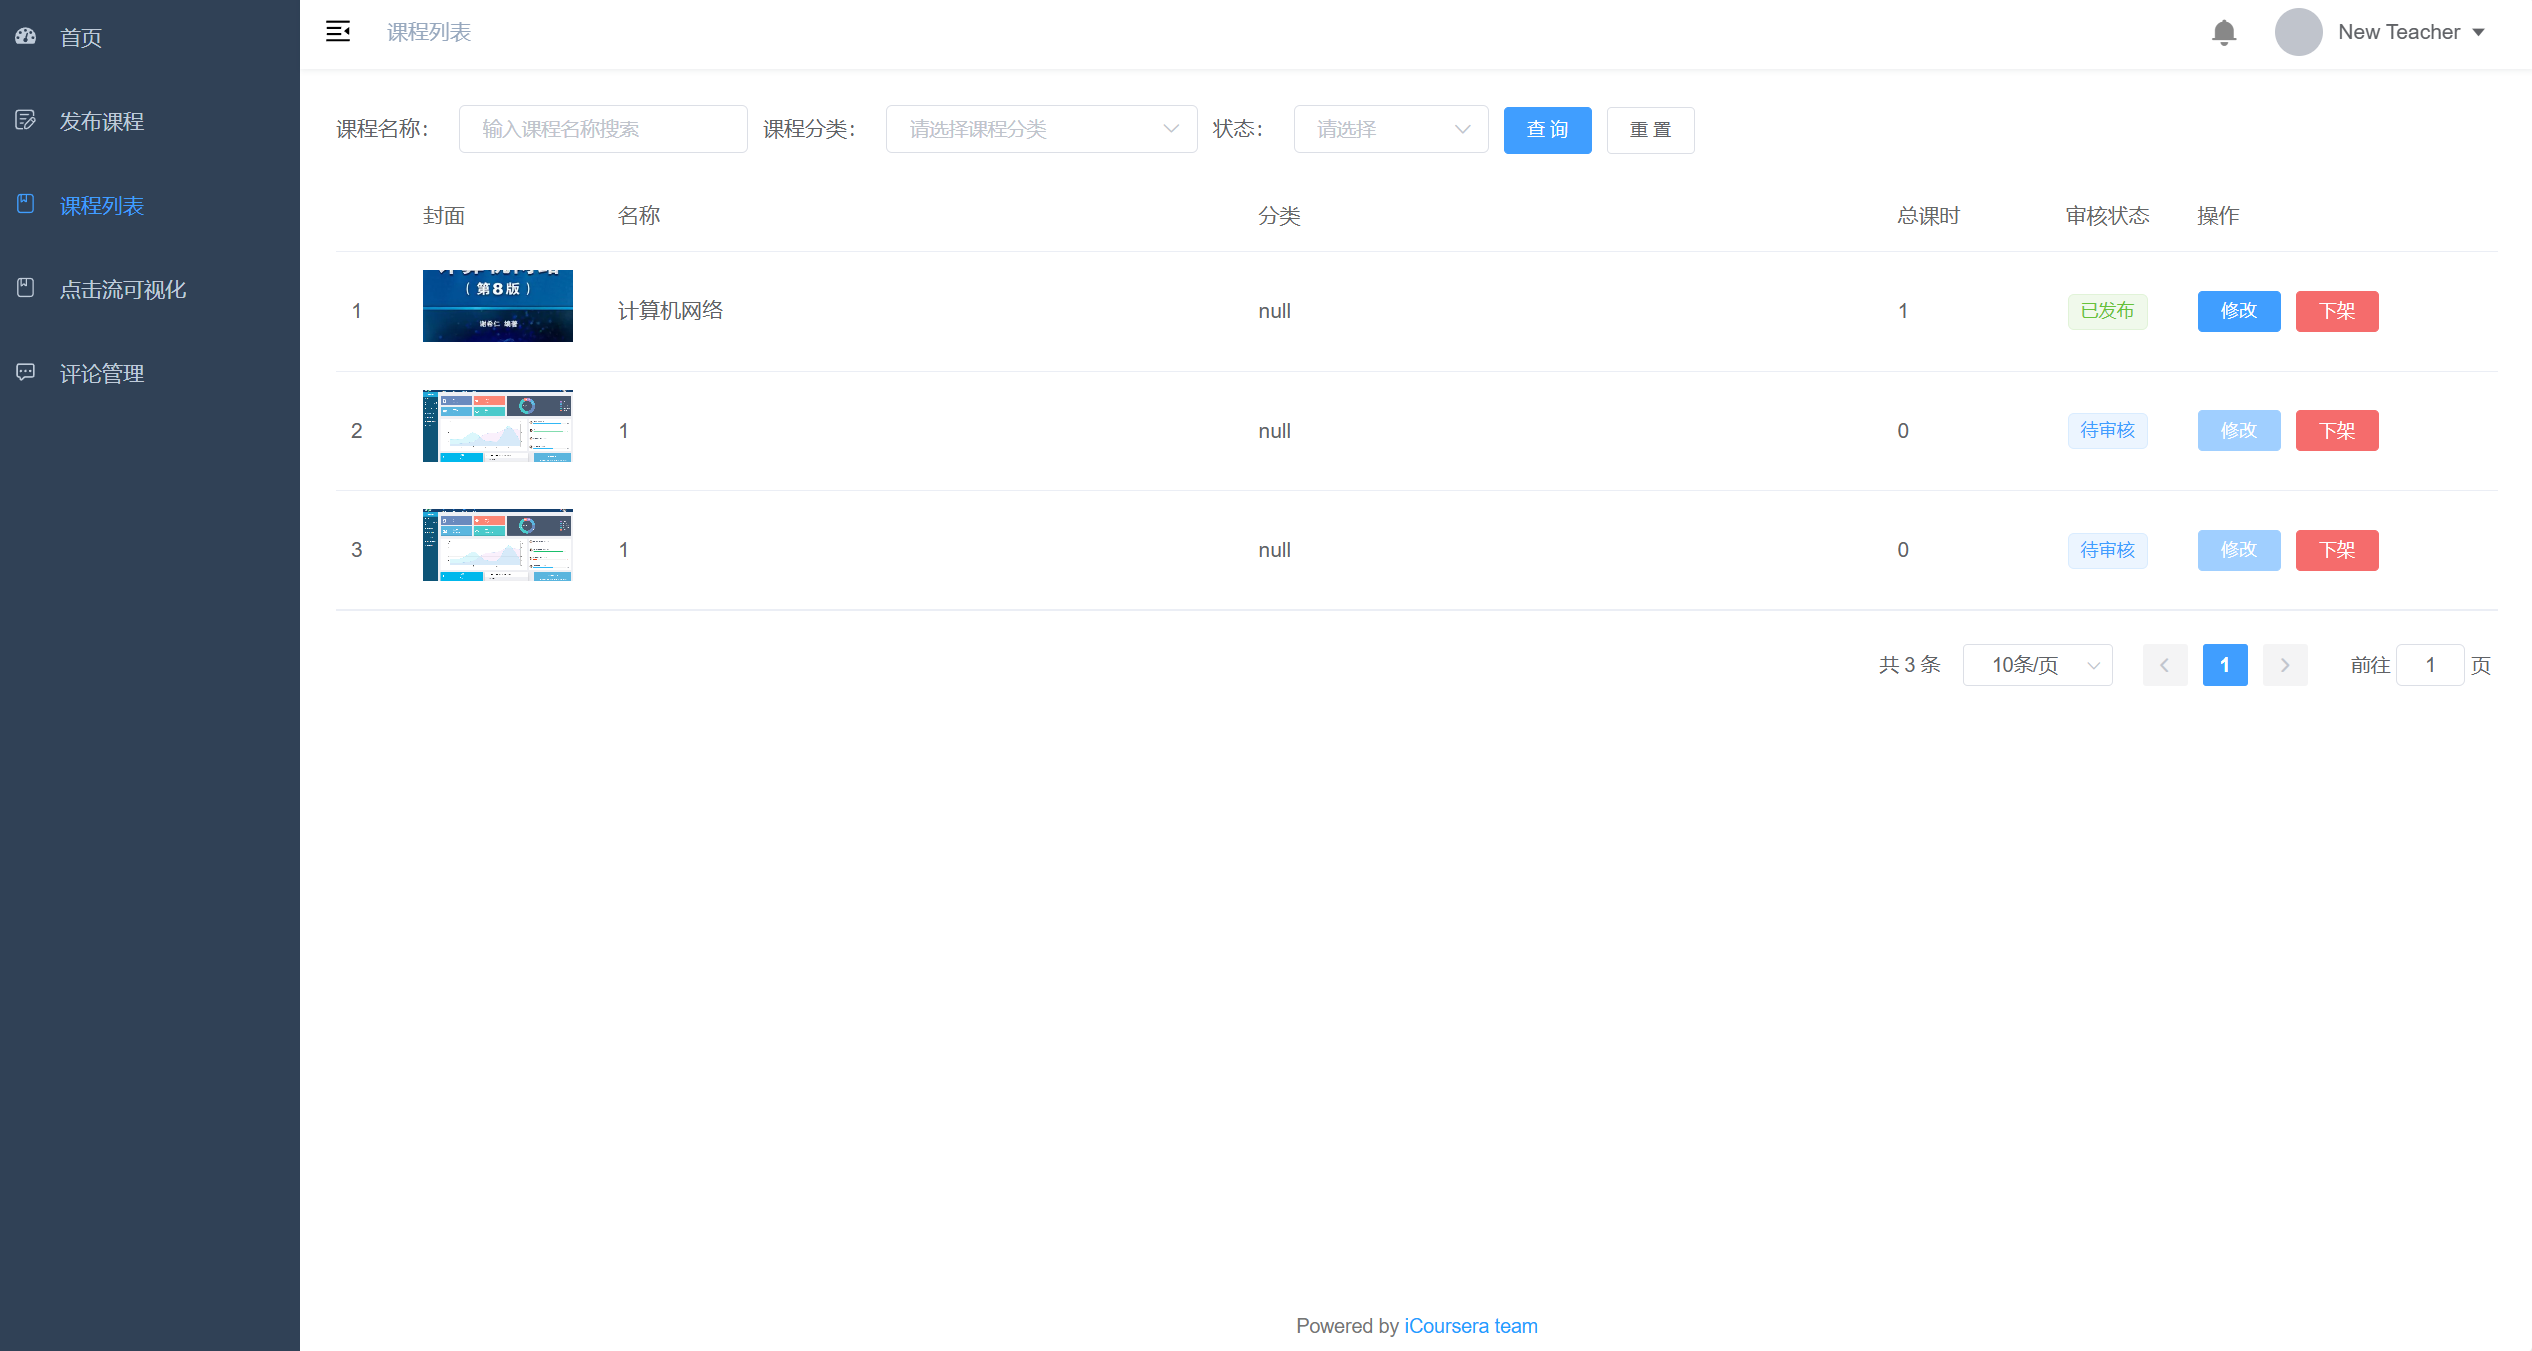 首页
发布课程
课程列表
点击流可视化
评论管理
课程列表
New Teacher
课程名称： 输入课程名称搜索 课程分类： 请选择课程分类 状态： 请选择 查 询 重 置
封面 名称 分类 总课时 审核状态 操作
（第8版）
谢希仁 编著
1 计算机网络 null 1 已发布 修改 下架
2 1 null 0 待审核 修改 下架
3 1 null 0 待审核 修改 下架
共 3 条 10条/页 1 前往 1 页
Powered by iCoursera team